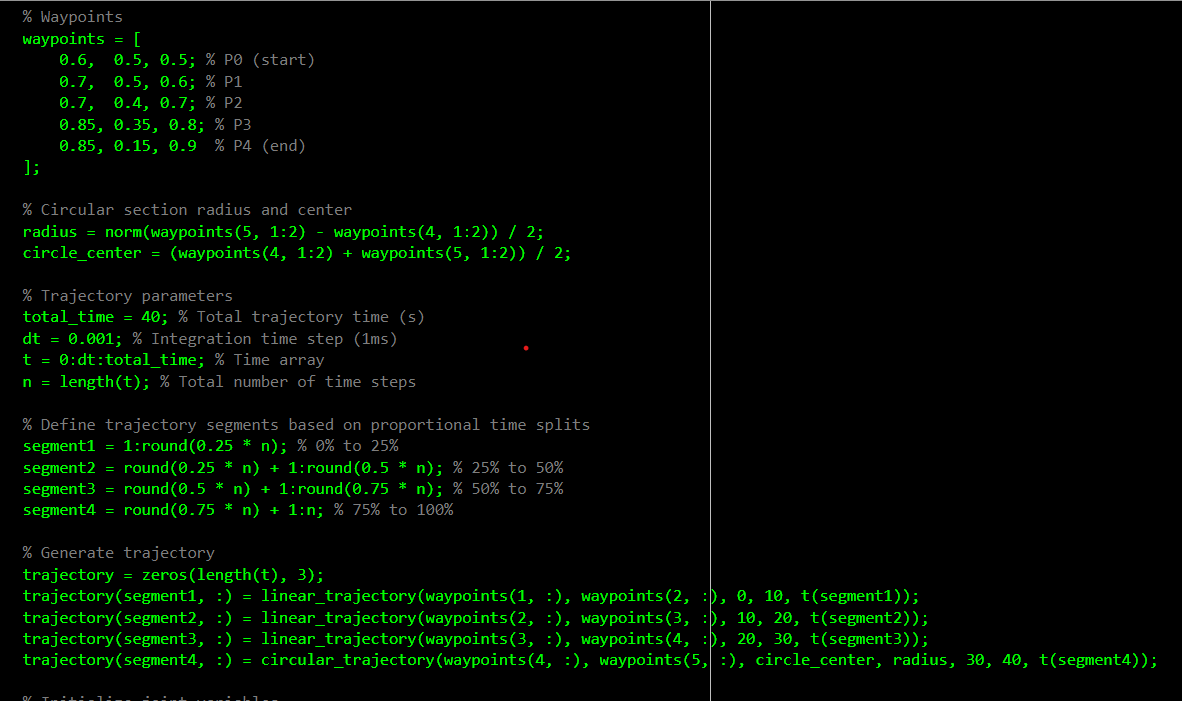 % Waypoints
waypoints = [
    0.6,  0.5, 0.5; % P0 (start)
    0.7,  0.5, 0.6; % P1
    0.7,  0.4, 0.7; % P2
    0.85, 0.35, 0.8; % P3
    0.85, 0.15, 0.9  % P4 (end)
];

% Circular section radius and center
radius = norm(waypoints(5, 1:2) - waypoints(4, 1:2)) / 2;
circle_center = (waypoints(4, 1:2) + waypoints(5, 1:2)) / 2;

% Trajectory parameters
total_time = 40; % Total trajectory time (s)
dt = 0.001; % Integration time step (1ms)
t = 0:dt:total_time; % Time array
n = length(t); % Total number of time steps

% Define trajectory segments based on proportional time splits
segment1 = 1:round(0.25 * n); % 0% to 25%
segment2 = round(0.25 * n) + 1:round(0.5 * n); % 25% to 50%
segment3 = round(0.5 * n) + 1:round(0.75 * n); % 50% to 75%
segment4 = round(0.75 * n) + 1:n; % 75% to 100%

% Generate trajectory
trajectory = zeros(length(t), 3);
trajectory(segment1, :) = linear_trajectory(waypoints(1, :), waypoints(2, :), 0, 10, t(segment1));
trajectory(segment2, :) = linear_trajectory(waypoints(2, :), waypoints(3, :), 10, 20, t(segment2));
trajectory(segment3, :) = linear_trajectory(waypoints(3, :), waypoints(4, :), 20, 30, t(segment3));
trajectory(segment4, :) = circular_trajectory(waypoints(4, :), waypoints(5, :), circle_center, radius, 30, 40, t(segment4));

% Initialize joint variables